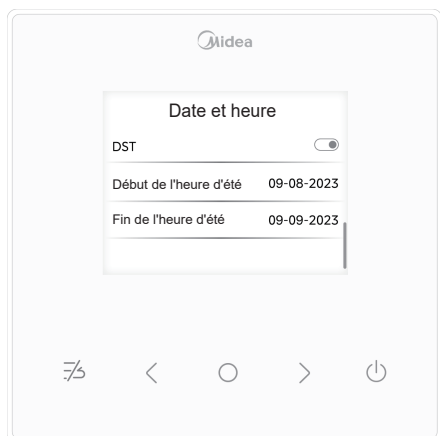 Midea
Date et heure
DST
Début de l'heure d'été 09-08-2023
Fin de l'heure d'été 09-09-2023